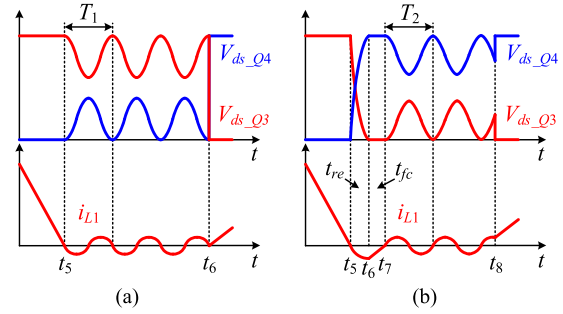 T1 T2
Vds_Q4 Vds_Q4
Vds_Q3 Vds_Q3
t t
tre tfc
iL1 iL1
t5 t6 t t5 t6 t7 t8 t
(a) (b)